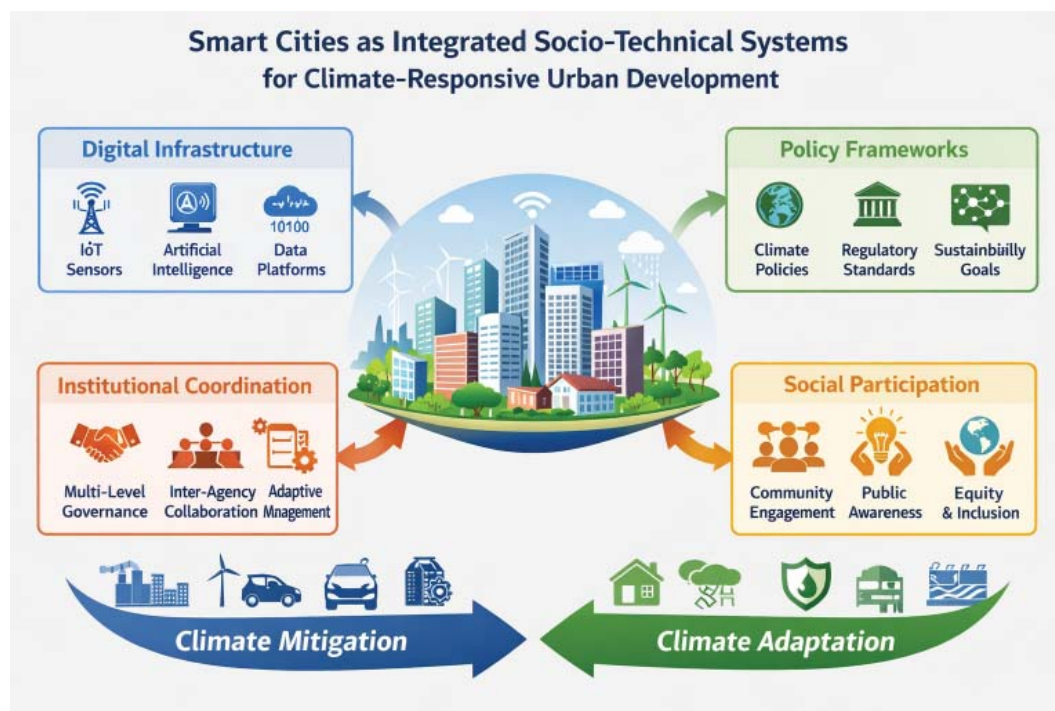 Smart Cities as Integrated Socio-Technical Systems
for Climate-Responsive Urban Development
Digital Infrastructure
IoT
Sensors
Artificial
Intelligence
10100
Data
Platforms
Policy Frameworks
Climate
Policies
Regulatory
Standards
Sustainbiilly
Goals
Institutional Coordination
Multi-Level
Governance
Inter-Agency
Collaboration
Adaptive
Mnagement
Social Participation
Community
Engagement
Public
Awareness
Equity
& Inclusion
Climate Mitigation
Climate Adaptation